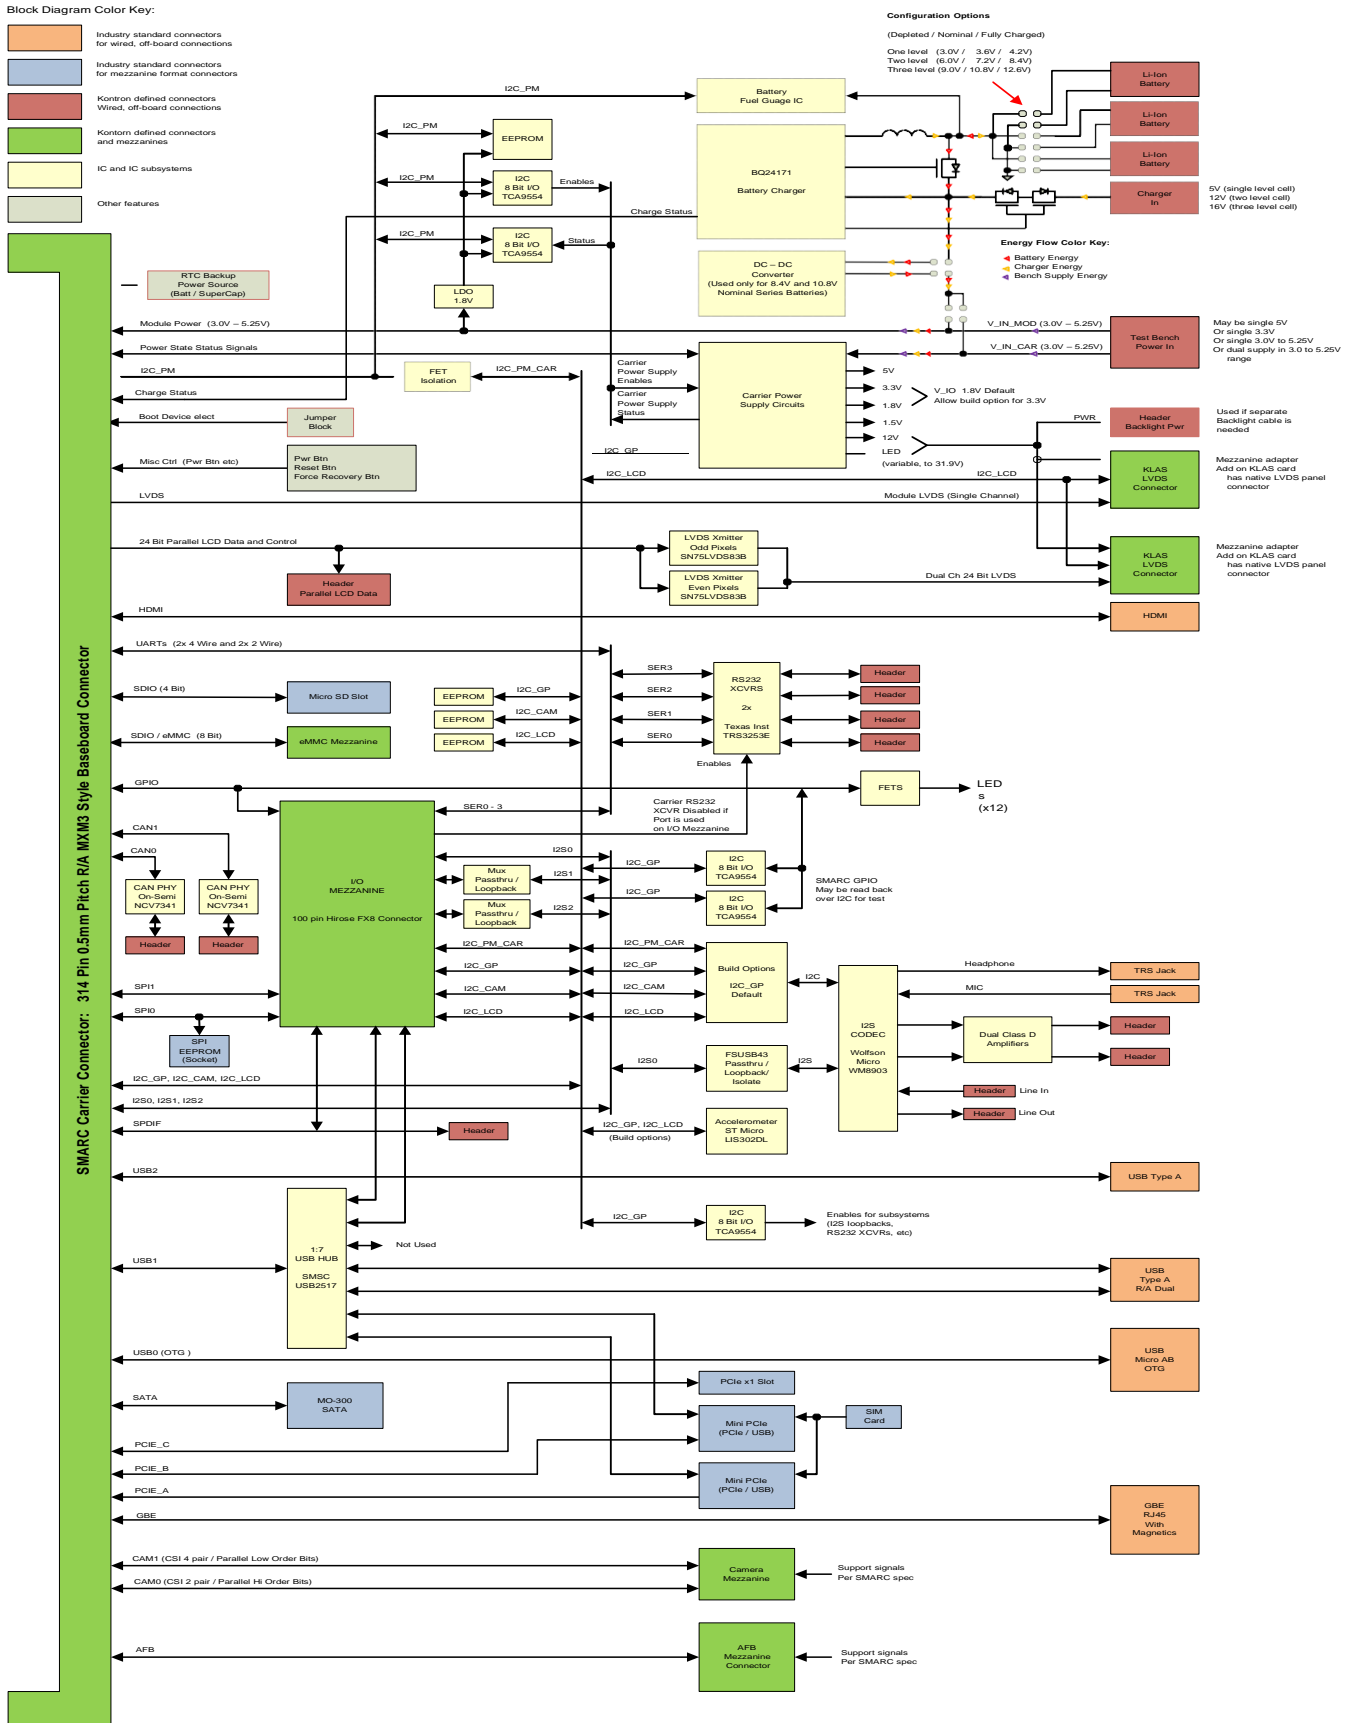 Block Diagram Color Key:
Industry standard connectors
for wired, off-board connections
Industry standard connectors
for mezzanine format connectors
Kontron defined connectors
Wired, off-board connections
Kontorn defined connectors
and mezzanines
IC and IC subsystems
Other features
Configuration Options
(Depleted / Nominal / Fully Charged)
One level (3.0V / 3.6V / 4.2V)
Two level (6.0V / 7.2V / 8.4V)
Three level (9.0V / 10.8V / 12.6V)
Li-Ion
Battery
Li-Ion
Battery
Li-Ion
Battery
Charger
In
5V (single level cell)
12V (two level cell)
16V (three level cell)
Battery
Fuel Guage IC
BQ24171
Battery Charger
DC – DC
Converter
(Used only for 8.4V and 10.8V
Nominal Series Batteries)
Energy Flow Color Key:
Battery Energy
Charger Energy
Bench Supply Energy
I2C_PM
I2C_PM
EEPROM
I2C_PM
I2C
8 Bit I/O
TCA9554
Enables
Charge Status
I2C_PM
I2C
8 Bit I/O
TCA9554
Status
LDO
1.8V
RTC Backup
Power Source
(Batt / SuperCap)
Module Power (3.0V – 5.25V)
V_IN_MOD (3.0V – 5.25V)
V_IN_CAR (3.0V – 5.25V)
Test Bench
Power In
May be single 5V
Or single 3.3V
Or single 3.0V to 5.25V
Or dual supply in 3.0 to 5.25V
range
Power State Status Signals
I2C_PM
FET
Isolation
I2C_PM_CAR
Charge Status
Carrier
Power Supply
Enables
Carrier
Power Supply
Status
Carrier Power
Supply Circuits
5V
3.3V
1.8V
1.5V
12V
LED
(variable, to 31.9V)
V_IO 1.8V Default
Allow build option for 3.3V
Boot Device elect
Jumper
Block
Misc Ctrl (Pwr Btn etc)
Pwr Btn
Reset Btn
Force Recovery Btn
I2C_GP
PWR
Header
Backlight Pwr
Used if separate
Backlight cable is
needed
I2C_LCD
I2C_LCD
KLAS
LVDS
Connector
Mezzanine adapter
Add on KLAS card
has native LVDS panel
connector
LVDS
Module LVDS (Single Channel)
24 Bit Parallel LCD Data and Control
Header
Parallel LCD Data
LVDS Xmitter
Odd Pixels
SN75LVDS83B
LVDS Xmitter
Even Pixels
SN75LVDS83B
Dual Ch 24 Bit LVDS
KLAS
LVDS
Connector
Mezzanine adapter
Add on KLAS card
has native LVDS panel
connector
HDMI
HDMI
UARTs (2x 4 Wire and 2x 2 Wire)
SDIO (4 Bit)
Micro SD Slot
SDIO / eMMC (8 Bit)
eMMC Mezzanine
EEPROM
I2C_GP
EEPROM
I2C_CAM
EEPROM
I2C_LCD
SER3
SER2
SER1
SER0
RS232
XCVRS
2x
Texas Inst
TRS3253E
Header
Header
Header
Header
Enables
GPIO
FETS
LED
s
(x12)
SMARC Carrier Connector: 314 Pin 0.5mm Pitch R/A MXM3 Style Baseboard Connector
I/O
MEZZANINE
100 pin Hirose FX8 Connector
SER0 - 3
Carrier RS232
XCVR Disabled if
Port is used
on I/O Mezzanine
CAN1
CAN0
CAN PHY
On-Semi
NCV7341
CAN PHY
On-Semi
NCV7341
Header
Header
I2S0
Mux
Passthru /
Loopback
I2S1
Mux
Passthru /
Loopback
I2S2
I2C_GP
I2C
8 Bit I/O
TCA9554
I2C_GP
I2C
8 Bit I/O
TCA9554
SMARC GPIO
May be read back
over I2C for test
I2C_PM_CAR
I2C_GP
I2C_CAM
I2C_LCD
I2C_PM_CAR
I2C_GP
I2C_CAM
I2C_LCD
Build Options
I2C_GP
Default
I2C
I2S
CODEC
Wolfson
Micro
WM8903
Headphone
TRS Jack
MIC
TRS Jack
Dual Class D
Amplifiers
Header
Header
Header
Line In
Header
Line Out
SPI1
SPI0
SPI
EEPROM
(Socket)
I2S0
FSUSB43
Passthru /
Loopback/
Isolate
I2S
I2C_GP, I2C_CAM, I2C_LCD
I2S0, I2S1, I2S2
SPDIF
Header
I2C_GP, I2C_LCD
(Build options)
Accelerometer
ST Micro
LIS302DL
USB2
USB Type A
I2C_GP
I2C
8 Bit I/O
TCA9554
Enables for subsystems
(I2S loopbacks,
RS232 XCVRs, etc)
1:7
USB HUB
SMSC
USB2517
Not Used
USB1
USB
Type A
R/A Dual
USB0 (OTG )
USB
Micro AB
OTG
SATA
MO-300
SATA
PCIe x1 Slot
Mini PCIe
(PCIe / USB)
SIM
Card
Mini PCIe
(PCIe / USB)
PCIE_C
PCIE_B
PCIE_A
GBE
GBE
RJ45
With
Magnetics
CAM1 (CSI 4 pair / Parallel Low Order Bits)
CAM0 (CSI 2 pair / Parallel Hi Order Bits)
Camera
Mezzanine
Support signals
Per SMARC spec
AFB
AFB
Mezzanine
Connector
Support signals
Per SMARC spec